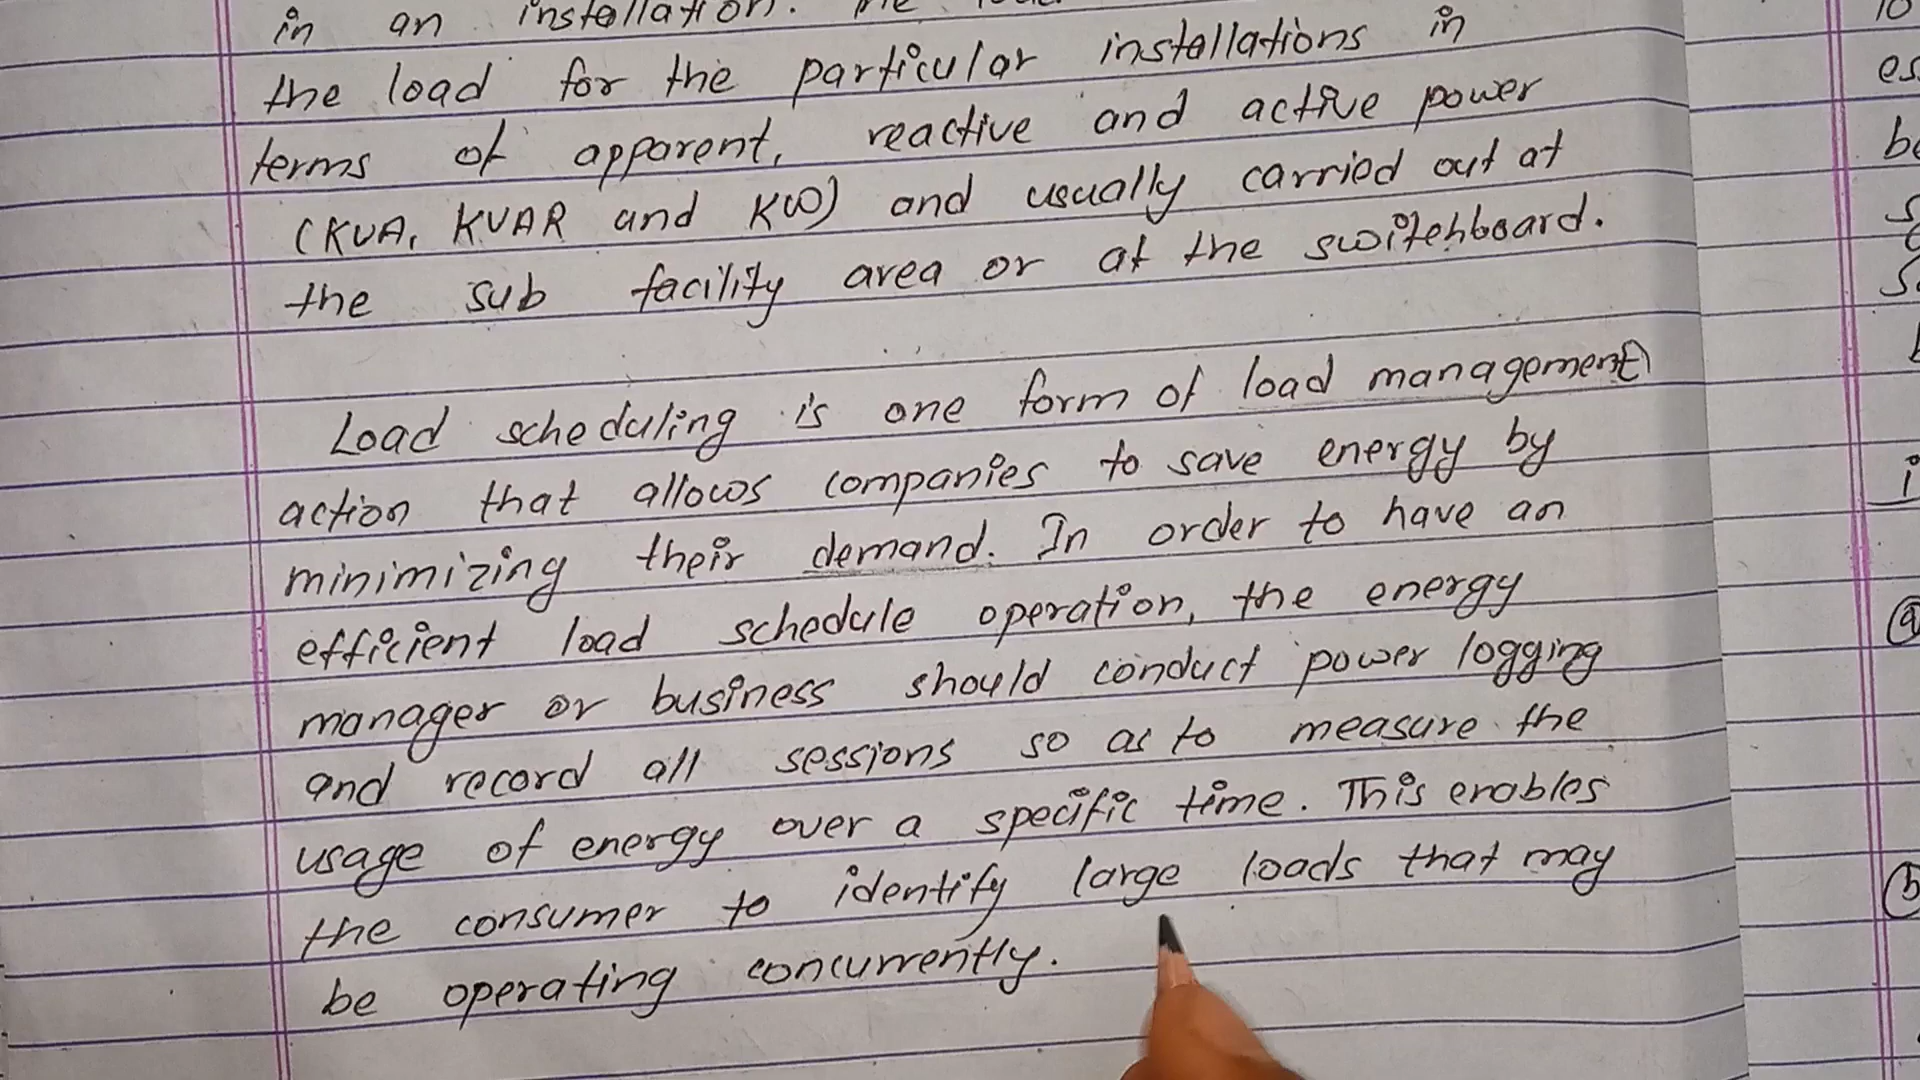 in an installation. The
the load for the particular installations in
terms of apparent, reactive and active power
(KVA, KVAR and KW) and usually carried out at
the sub facility area or at the switchboard.
Load scheduling is one form of load management
action that allows companies to save energy by
minimizing their demand. In order to have an
efficient load schedule operation, the energy
manager or business should conduct power logging
and record all sessions so as to measure the
usage of energy over a specific time. This enables
the consumer to identify large loads that may
be operating concurrently.
10
es
be
i
a
b